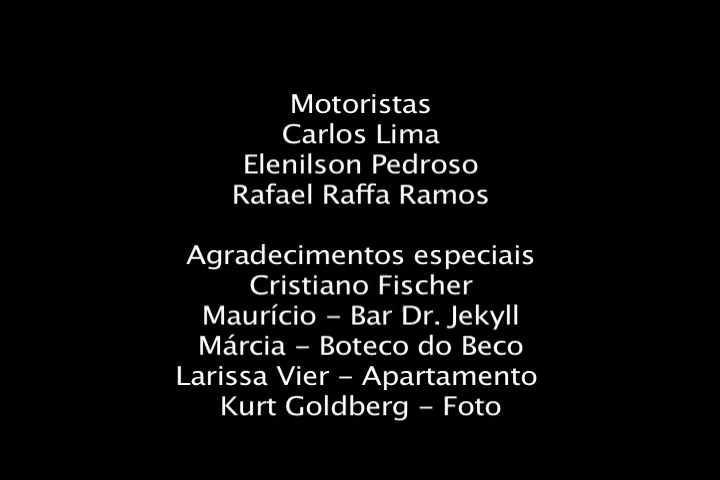 Motoristas
Carlos Lima
Elenilson Pedroso
Rafael Raffa Ramos
Agradecimentos especiais
Cristiano Fischer
Maurício – Bar Dr. Jekyll
Márcia – Boteco do Beco
Larissa Vier – Apartamento
Kurt Goldberg – Foto